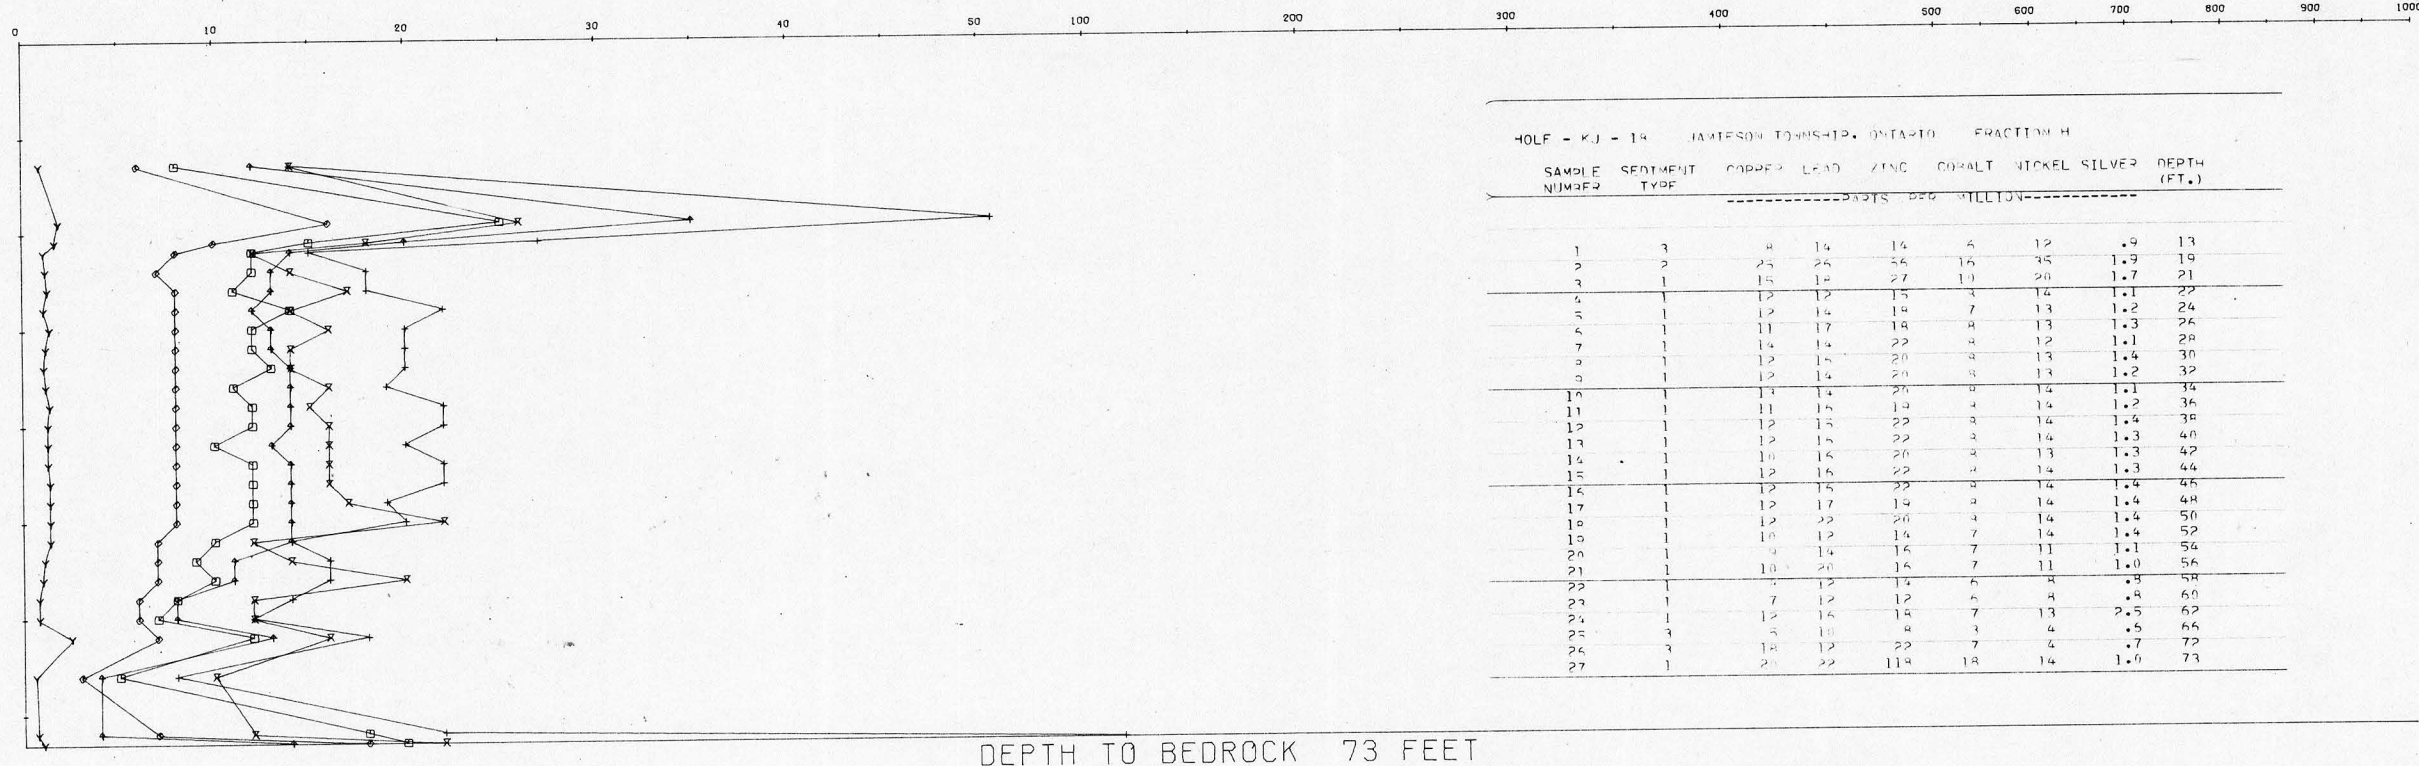 0 10 20 30 40 50 100 200 300 400 500 600 700 800 900 1000
HOLE - KJ - 18 JAMIESON TOWNSHIP, ONTARIO FRACTION H
SAMPLE SEDIMENT COPPER LEAD ZINC COBALT NICKEL SILVER DEPTH
NUMBER TYPE (FT.)
------------PARTS PER MILLION------------
1 3 8 14 14 6 12 .9 13
2 2 25 26 56 16 35 1.9 19
3 1 15 18 27 10 20 1.7 21
4 1 12 12 15 8 14 1.1 22
5 1 12 14 18 7 13 1.2 24
6 1 11 17 18 8 13 1.3 26
7 1 14 14 22 8 12 1.1 28
8 1 12 16 20 8 13 1.4 30
9 1 12 14 20 8 13 1.2 32
10 1 13 14 20 8 14 1.1 34
11 1 11 16 19 8 14 1.2 36
12 1 12 15 22 8 14 1.4 38
13 1 12 16 22 8 14 1.3 40
14 1 10 16 20 8 13 1.3 42
15 1 12 16 22 8 14 1.3 44
16 1 12 16 22 8 14 1.4 46
17 1 12 17 19 8 14 1.4 48
18 1 12 22 20 8 14 1.4 50
19 1 10 12 14 7 14 1.4 52
20 1 9 14 16 7 11 1.1 54
21 1 10 20 16 7 11 1.0 56
22 1 8 12 14 6 8 .8 58
23 1 7 12 12 6 8 .8 60
24 1 12 16 18 7 13 2.5 62
25 3 5 10 8 3 4 .6 66
26 3 18 12 22 7 4 .7 72
27 1 20 22 118 18 14 1.0 73
DEPTH TO BEDROCK 73 FEET